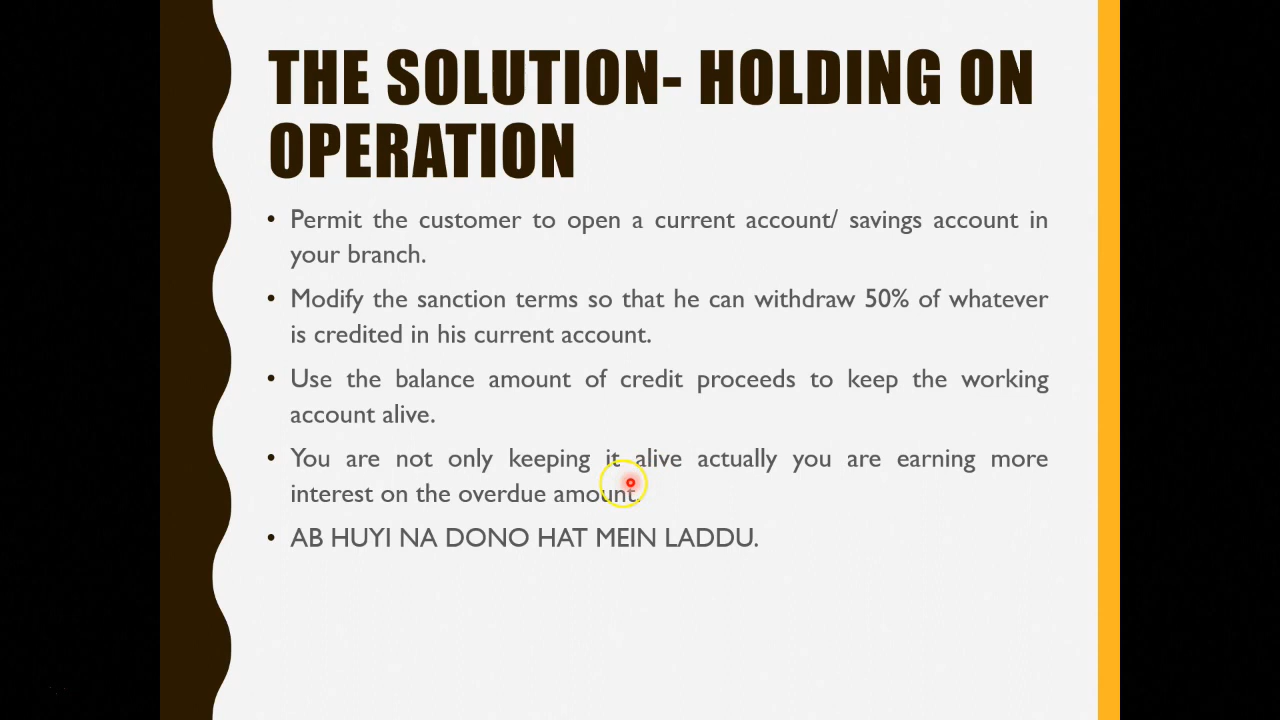 THE SOLUTION- HOLDING ON
OPERATION
• Permit the customer to open a current account/ savings account in
your branch.
• Modify the sanction terms so that he can withdraw 50% of whatever
is credited in his current account.
• Use the balance amount of credit proceeds to keep the working
account alive.
• You are not only keeping it alive actually you are earning more
interest on the overdue amount.
• AB HUYI NA DONO HAT MEIN LADDU.